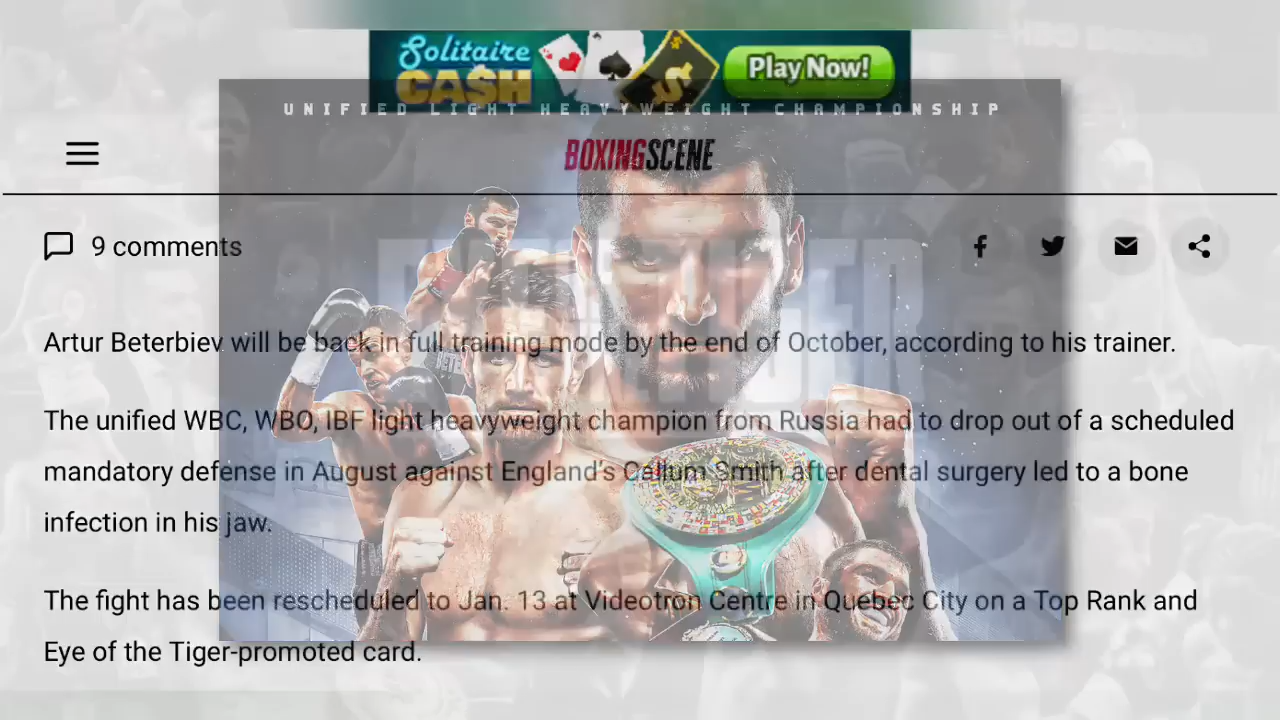 Solitaire
CA$H
Play Now!
UNIFIED LIGHT HEAVYWEIGHT CHAMPIONSHIP
BOXINGSCENE
9 comments
Artur Beterbiev will be back in full training mode by the end of October, according to his trainer.
The unified WBC, WBO, IBF light heavyweight champion from Russia had to drop out of a scheduled
mandatory defense in August against England's Callum Smith after dental surgery led to a bone
infection in his jaw.
The fight has been rescheduled to Jan. 13 at Videotron Centre in Quebec City on a Top Rank and
Eye of the Tiger-promoted card.